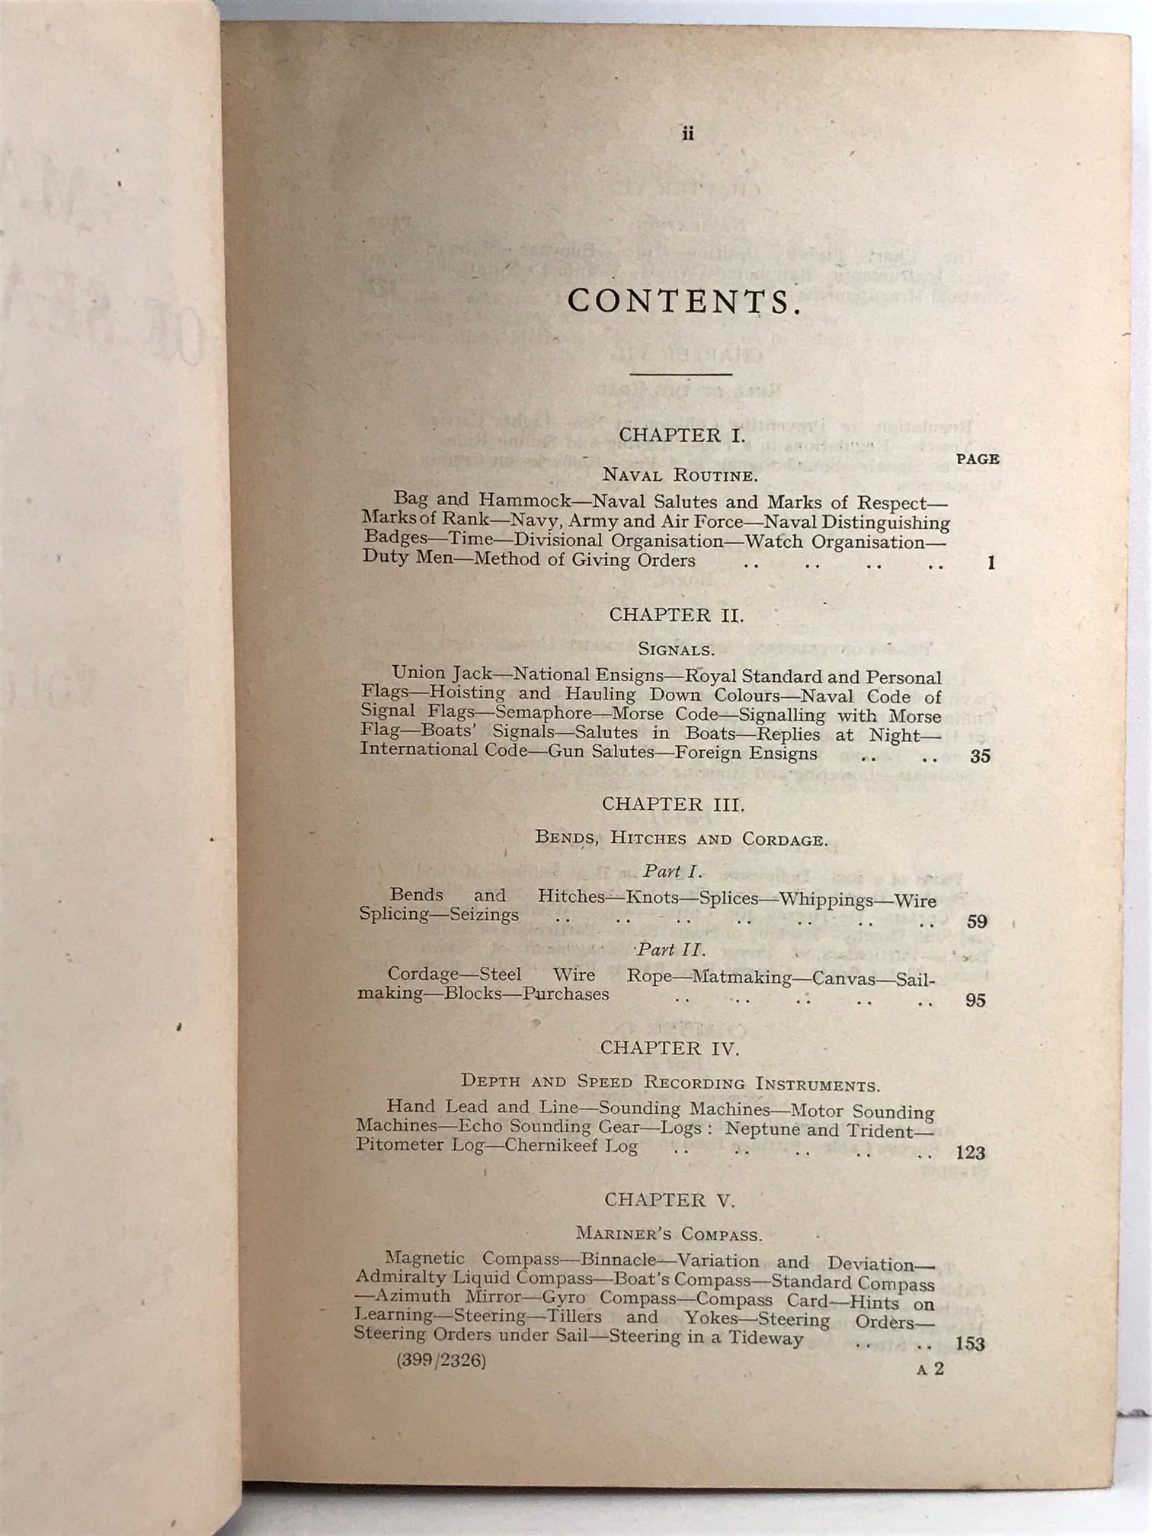 ii
CONTENTS.
CHAPTER I.
PAGE
NAVAL ROUTINE.
Bag and Hammock—Naval Salutes and Marks of Respect—
Marks of Rank—Navy, Army and Air Force—Naval Distinguishing
Badges—Time—Divisional Organisation—Watch Organisation—
Duty Men—Method of Giving Orders .. .. .. .. 1
CHAPTER II.
SIGNALS.
Union Jack—National Ensigns—Royal Standard and Personal
Flags—Hoisting and Hauling Down Colours—Naval Code of
Signal Flags—Semaphore—Morse Code—Signalling with Morse
Flag—Boats' Signals—Salutes in Boats—Replies at Night—
International Code—Gun Salutes—Foreign Ensigns .. .. 35
CHAPTER III.
BENDS, HITCHES AND CORDAGE.
Part I.
Bends and Hitches—Knots—Splices—Whippings—Wire
Splicing—Seizings .. .. .. .. .. .. .. 59
Part II.
Cordage—Steel Wire Rope—Matmaking—Canvas—Sail-
making—Blocks—Purchases .. .. .. .. .. 95
CHAPTER IV.
DEPTH AND SPEED RECORDING INSTRUMENTS.
Hand Lead and Line—Sounding Machines—Motor Sounding
Machines—Echo Sounding Gear—Logs: Neptune and Trident—
Pitometer Log—Chernikeef Log .. .. .. .. .. 123
CHAPTER V.
MARINER'S COMPASS.
Magnetic Compass—Binnacle—Variation and Deviation—
Admiralty Liquid Compass—Boat's Compass—Standard Compass
—Azimuth Mirror—Gyro Compass—Compass Card—Hints on
Learning—Steering—Tillers and Yokes—Steering Orders—
Steering Orders under Sail—Steering in a Tideway .. .. 153
(399/2326) A 2